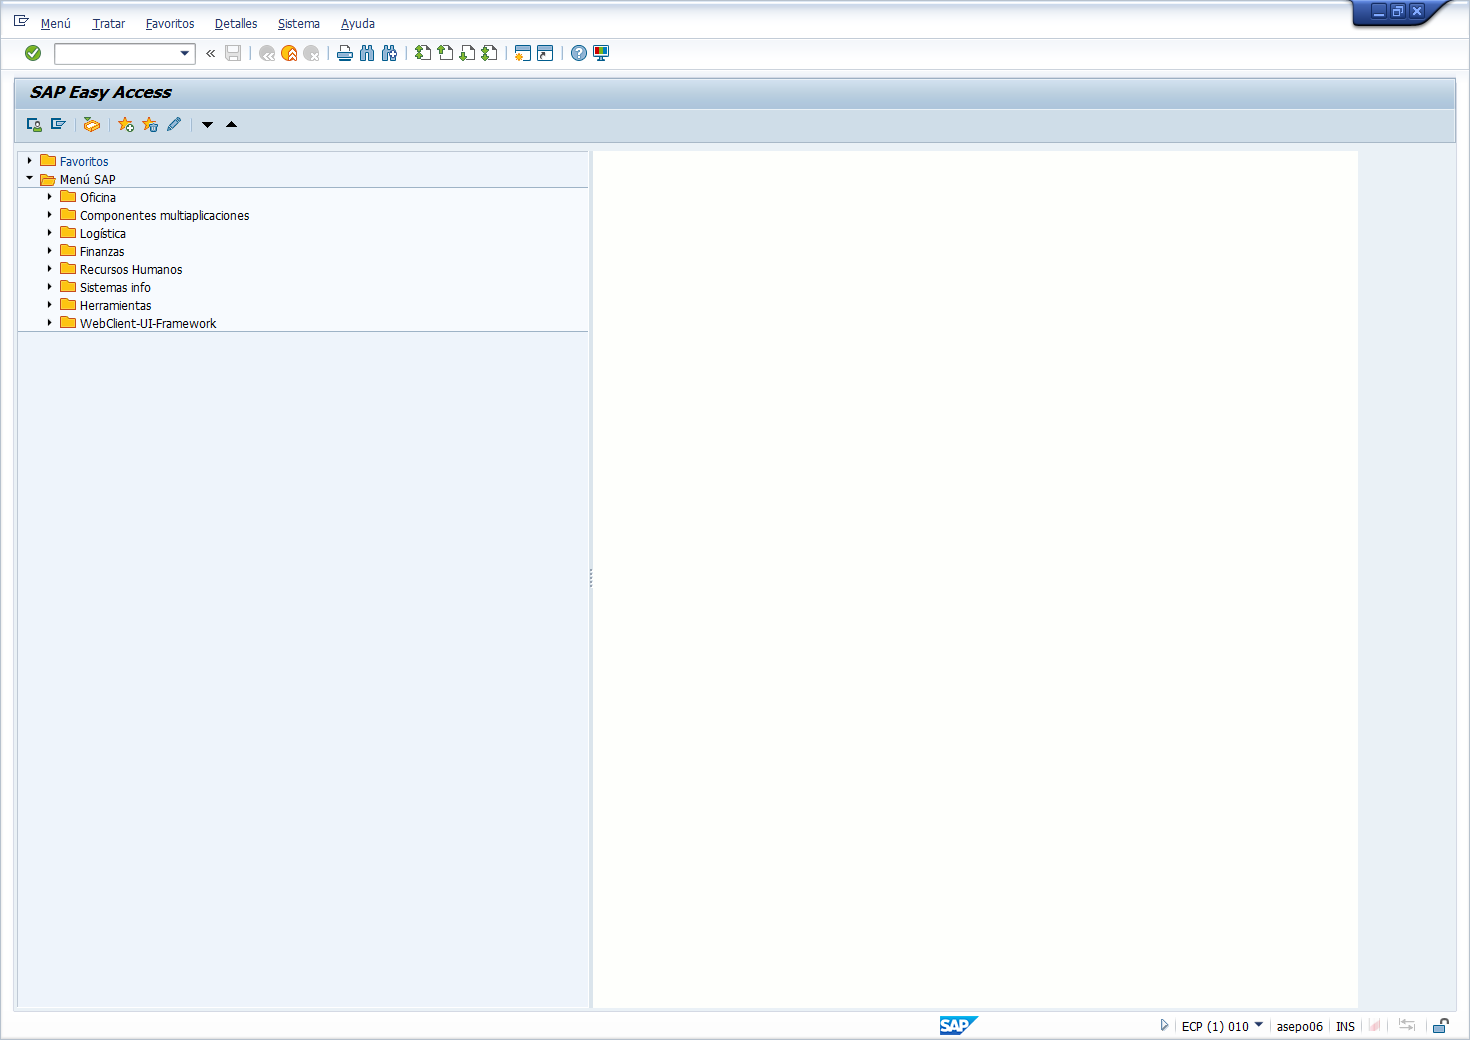 Menú Tratar Favoritos Detalles Sistema Ayuda
SAP Easy Access
Favoritos
Menú SAP
Oficina
Componentes multiaplicaciones
Logística
Finanzas
Recursos Humanos
Sistemas info
Herramientas
WebClient-UI-Framework
SAP ECP (1) 010 asepo06 INS